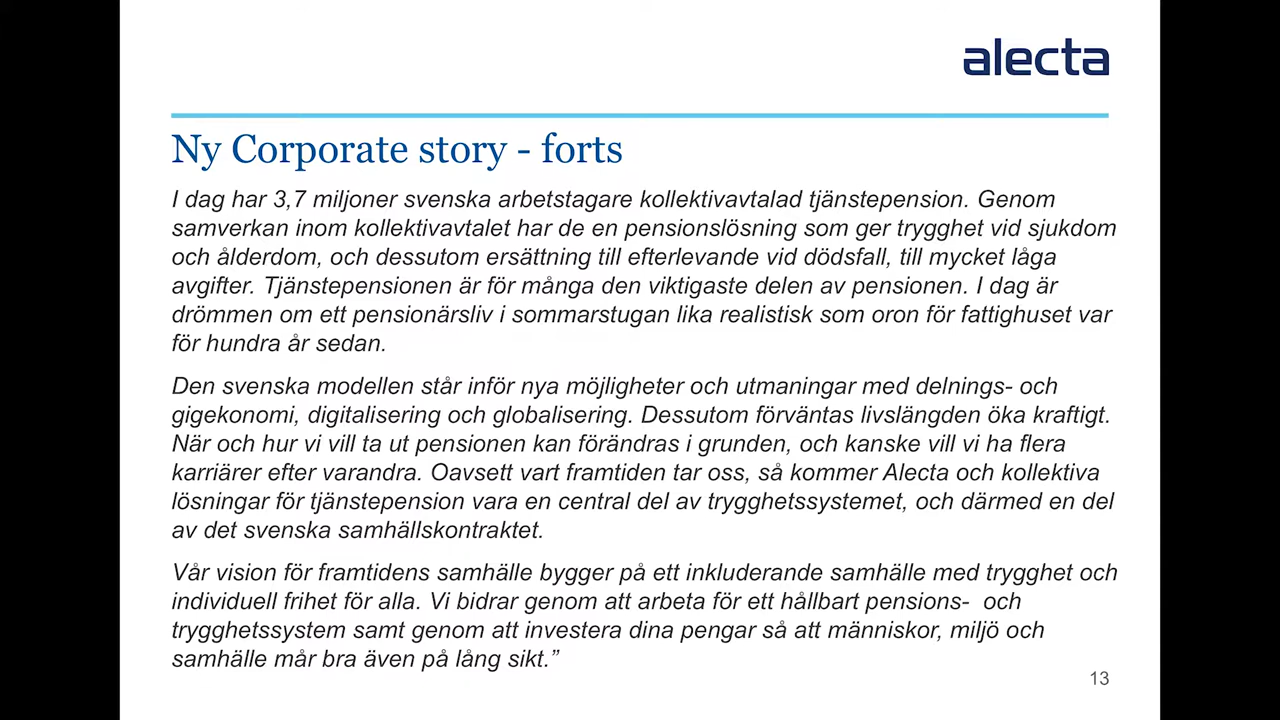 alecta
Ny Corporate story - forts
I dag har 3,7 miljoner svenska arbetstagare kollektivavtalad tjänstepension. Genom
samverkan inom kollektivavtalet har de en pensionslösning som ger trygghet vid sjukdom
och ålderdom, och dessutom ersättning till efterlevande vid dödsfall, till mycket låga
avgifter. Tjänstepensionen är för många den viktigaste delen av pensionen. I dag är
drömmen om ett pensionärsliv i sommarstugan lika realistisk som oron för fattighuset var
för hundra år sedan.
Den svenska modellen står inför nya möjligheter och utmaningar med delnings- och
gigekonomi, digitalisering och globalisering. Dessutom förväntas livslängden öka kraftigt.
När och hur vi vill ta ut pensionen kan förändras i grunden, och kanske vill vi ha flera
karriärer efter varandra. Oavsett vart framtiden tar oss, så kommer Alecta och kollektiva
lösningar för tjänstepension vara en central del av trygghetssystemet, och därmed en del
av det svenska samhällskontraktet.
Vår vision för framtidens samhälle bygger på ett inkluderande samhälle med trygghet och
individuell frihet för alla. Vi bidrar genom att arbeta för ett hållbart pensions-  och
trygghetssystem samt genom att investera dina pengar så att människor, miljö och
samhälle mår bra även på lång sikt.”
13